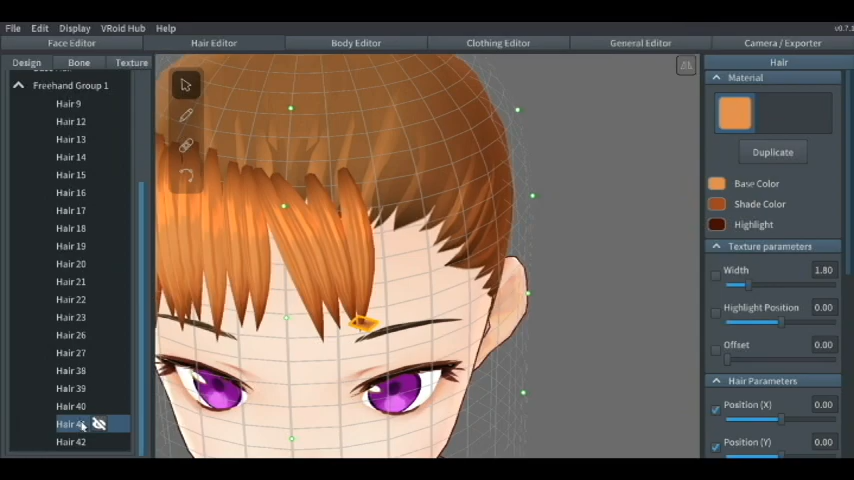 File Edit Display VRoid Hub Help
Face Editor Hair Editor Body Editor Clothing Editor General Editor Camera / Exporter
Design Bone Texture
Hair
Freehand Group 1
Material
Hair 9
Hair 12
Hair 13
Hair 14
Duplicate
Hair 15
Base Color
Hair 16
Shade Color
Hair 17
Highlight
Hair 18
Texture parameters
Hair 19
Width 1.80
Hair 20
Hair 21
Hair 22
Highlight Position 0.00
Hair 23
Hair 26
Offset 0.00
Hair 27
Hair 38
Hair Parameters
Hair 39
Hair 40
Position (X) 0.00
Hair
Hair 42
Position (Y) 0.00